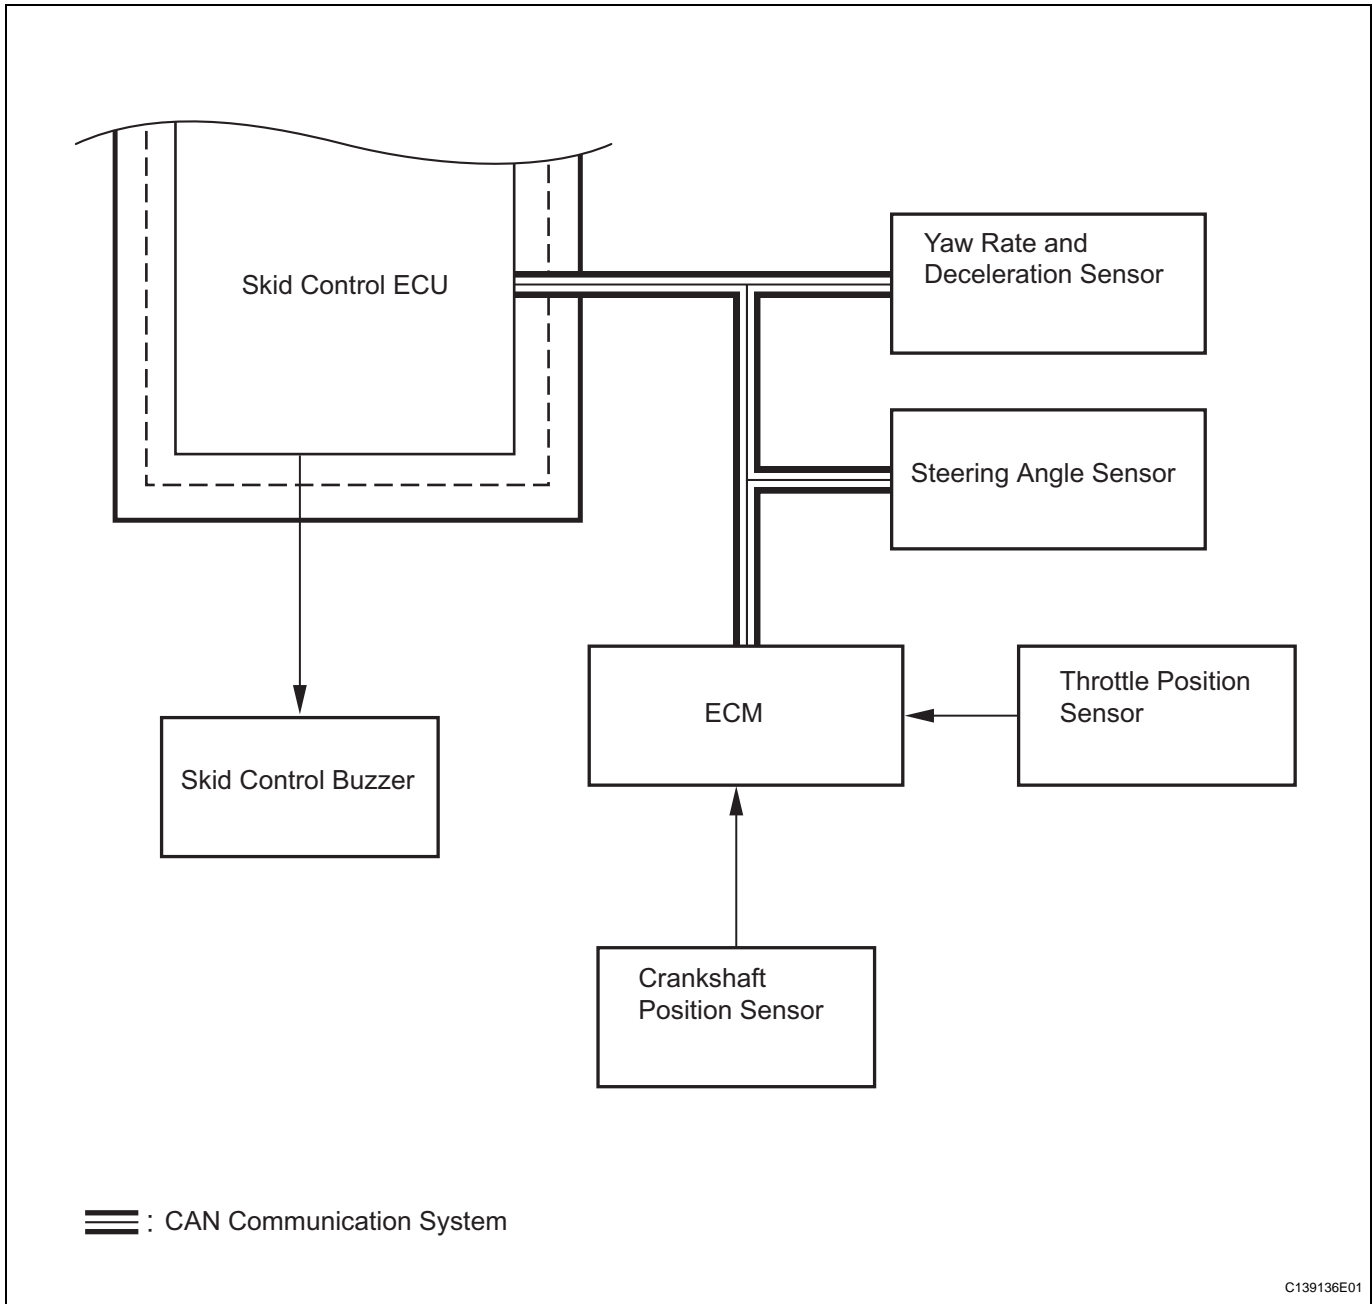 Skid Control ECU
Yaw Rate and
Deceleration Sensor
Steering Angle Sensor
ECM
Throttle Position
Sensor
Skid Control Buzzer
Crankshaft
Position Sensor
: CAN Communication System
C139136E01